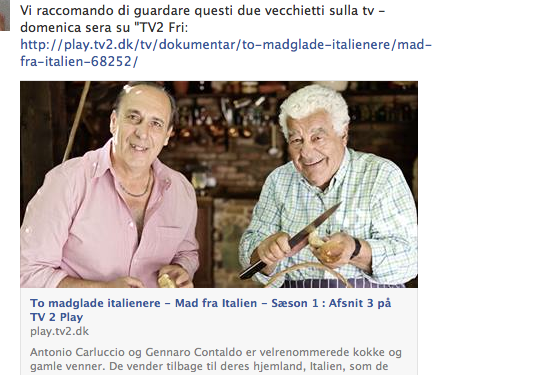 Vi raccomando di guardare questi due vecchietti sulla tv -
domenica sera su "TV2 Fri:
http://play.tv2.dk/tv/dokumentar/to-madglade-italienere/mad-
fra-italien-68252/
To madglade italienere - Mad fra Italien - Sæson 1 : Afsnit 3 på
TV 2 Play
play.tv2.dk
Antonio Carluccio og Gennaro Contaldo er velrenommerede kokke og
gamle venner. De vender tilbage til deres hjemland, Italien, som de